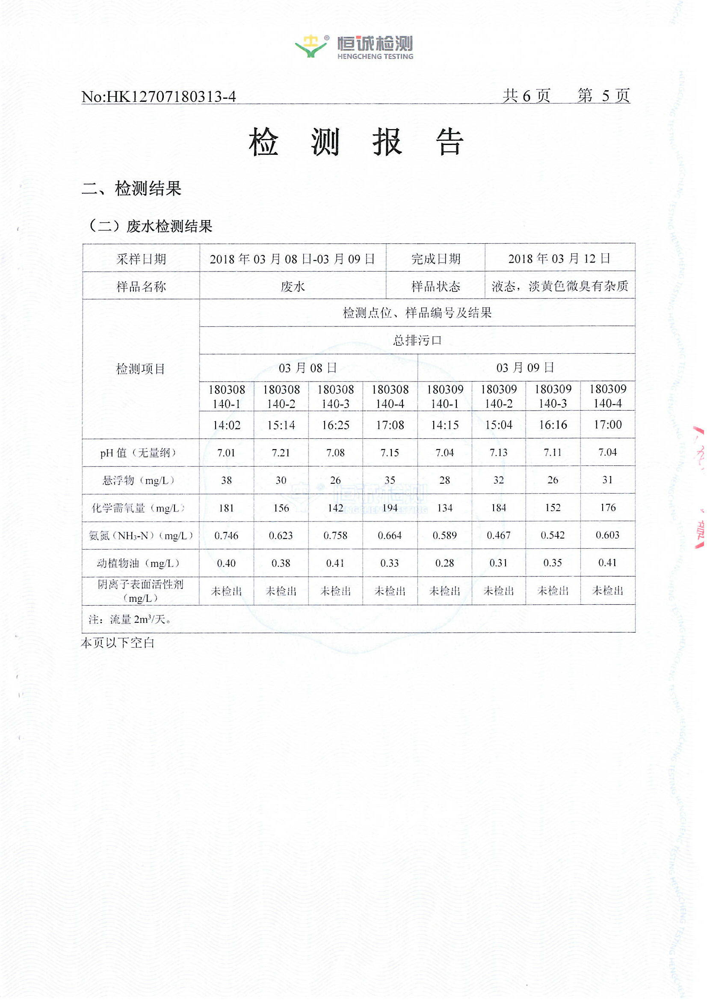 恒诚检测
HENGCHENG TESTING
No:HK12707180313-4 共 6 页 第 5 页
检 测 报 告
二、检测结果
（二）废水检测结果
采样日期 2018 年 03 月 08 日-03 月 09 日 完成日期 2018 年 03 月 12 日
样品名称 废水 样品状态 液态，淡黄色微臭有杂质
检测项目 检测点位、样品编号及结果
总排污口
03 月 08 日 03 月 09 日
180308 180308 180308 180308 180309 180309 180309 180309
140-1 140-2 140-3 140-4 140-1 140-2 140-3 140-4
14:02 15:14 16:25 17:08 14:15 15:04 16:16 17:00
pH 值（无量纲） 7.01 7.21 7.08 7.15 7.04 7.13 7.11 7.04
悬浮物（mg/L） 38 30 26 35 28 32 26 31
化学需氧量（mg/L） 181 156 142 194 134 184 152 176
氨氮（NH₃-N）（mg/L） 0.746 0.623 0.758 0.664 0.589 0.467 0.542 0.603
动植物油（mg/L） 0.40 0.38 0.41 0.33 0.28 0.31 0.35 0.41
阴离子表面活性剂
（mg/L） 未检出 未检出 未检出 未检出 未检出 未检出 未检出 未检出
注：流量 2m³/天。
本页以下空白